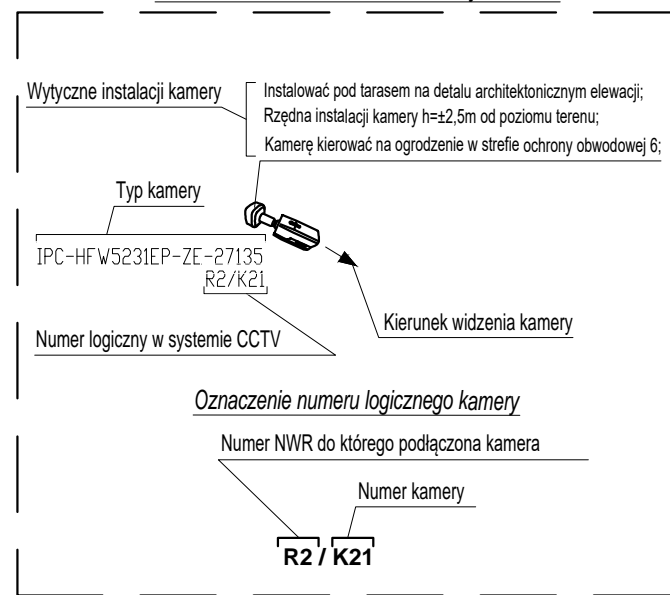 Wytyczne instalacji kamery
Instalować pod tarasem na detalu architektonicznym elewacji;
Rzędna instalacji kamery h=±2,5m od poziomu terenu;
Kamerę kierować na ogrodzenie w strefie ochrony obwodowej 6;
Typ kamery
IPC-HFW5231EP-ZE-27135
R2/K21
Kierunek widzenia kamery
Numer logiczny w systemie CCTV
Oznaczenie numeru logicznego kamery
Numer NWR do którego podłączona kamera
Numer kamery
R2 / K21